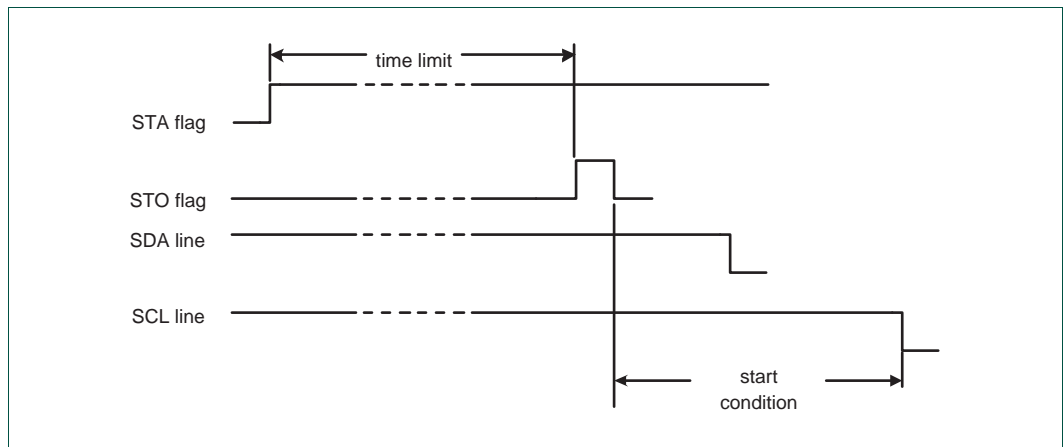 time limit
STA flag
STO flag
SDA line
SCL line
start
condition